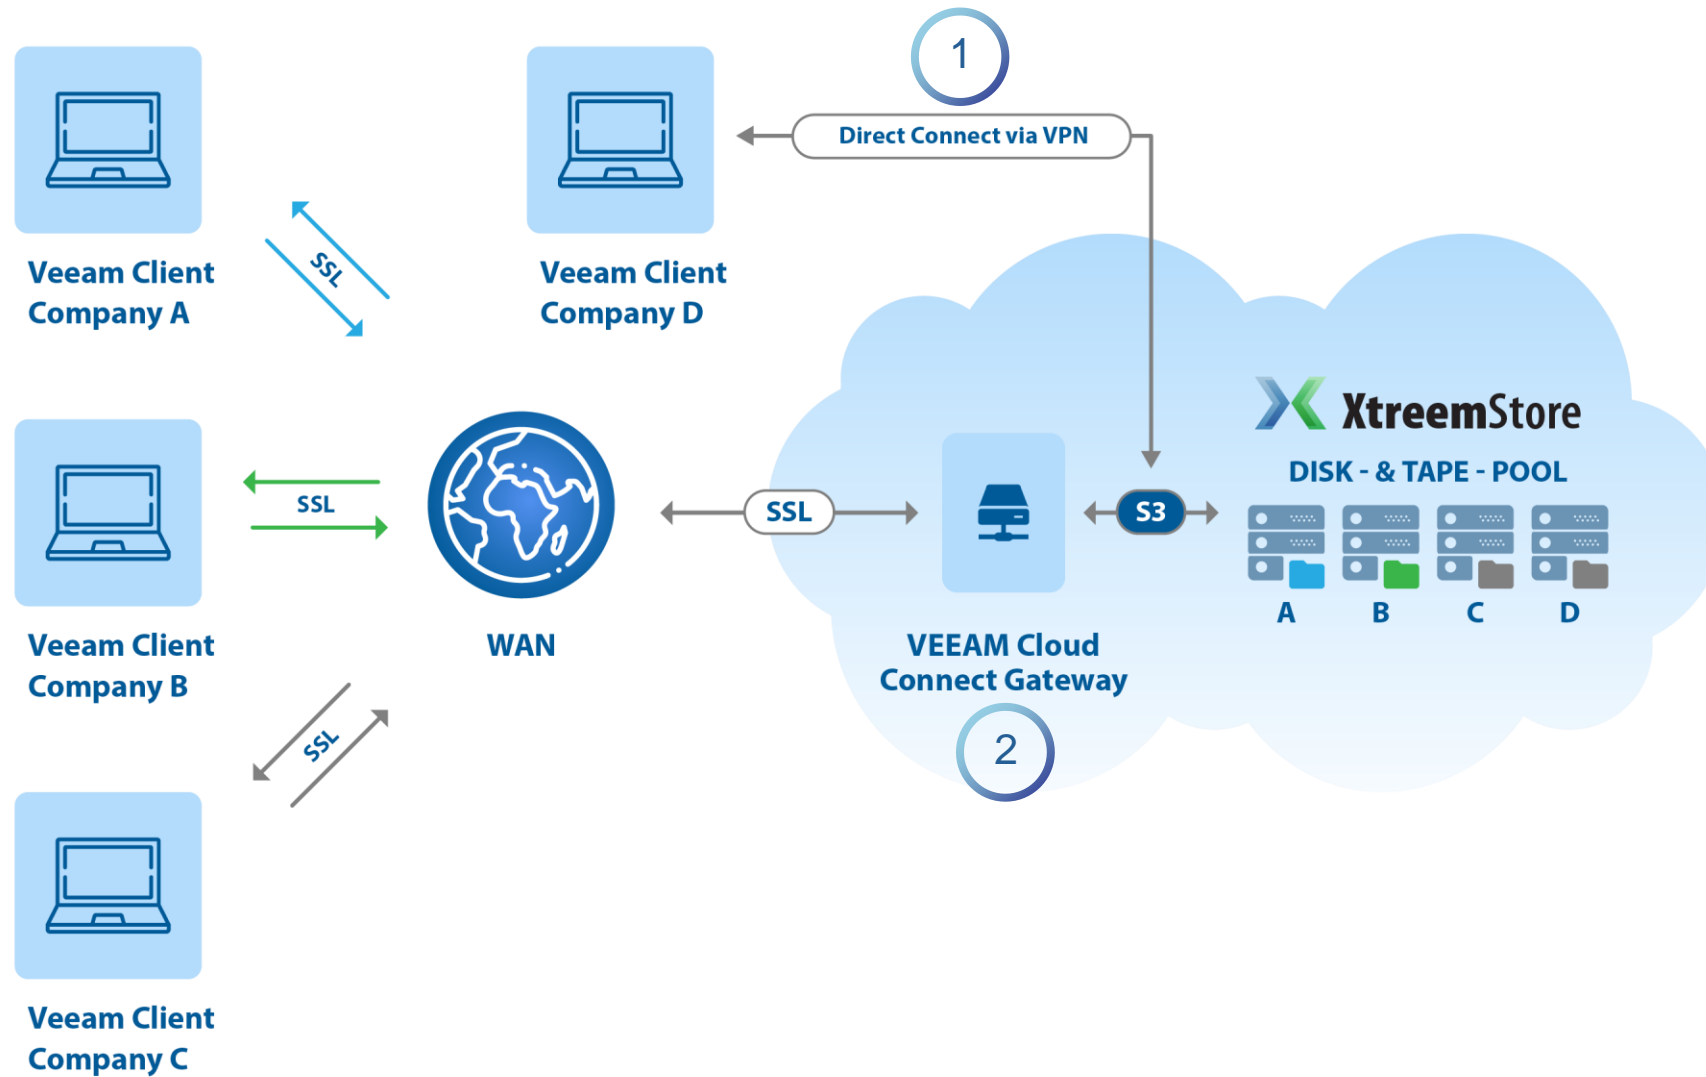 1
Direct Connect via VPN
Veeam Client
Company A
SSL
Veeam Client
Company D
XtreemStore
DISK - & TAPE - POOL
SSL
SSL
S3
A B C D
Veeam Client
Company B
WAN
VEEAM Cloud
Connect Gateway
SSL
2
Veeam Client
Company C